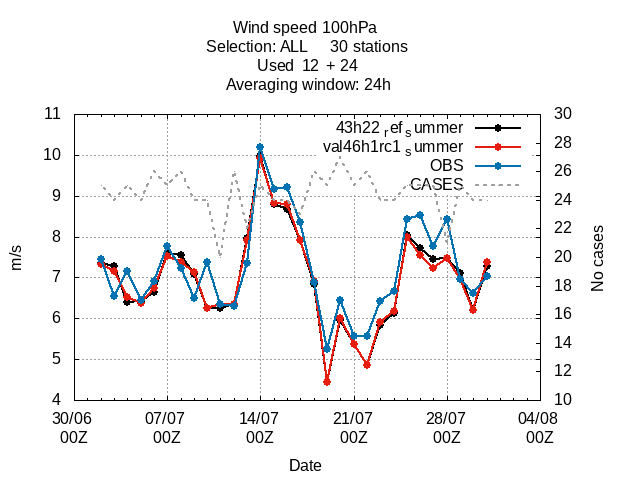 Wind speed 100hPa
Selection: ALL 30 stations
Used 12 + 24
Averaging window: 24h
43h22 ref summer
val46h1rc1 summer
OBS
CASES
11
10
9
8
7
6
5
4
m/s
30
28
26
24
22
20
18
16
14
12
10
No cases
30/06 07/07 14/07 21/07 28/07 04/08
00Z 00Z 00Z 00Z 00Z 00Z
Date